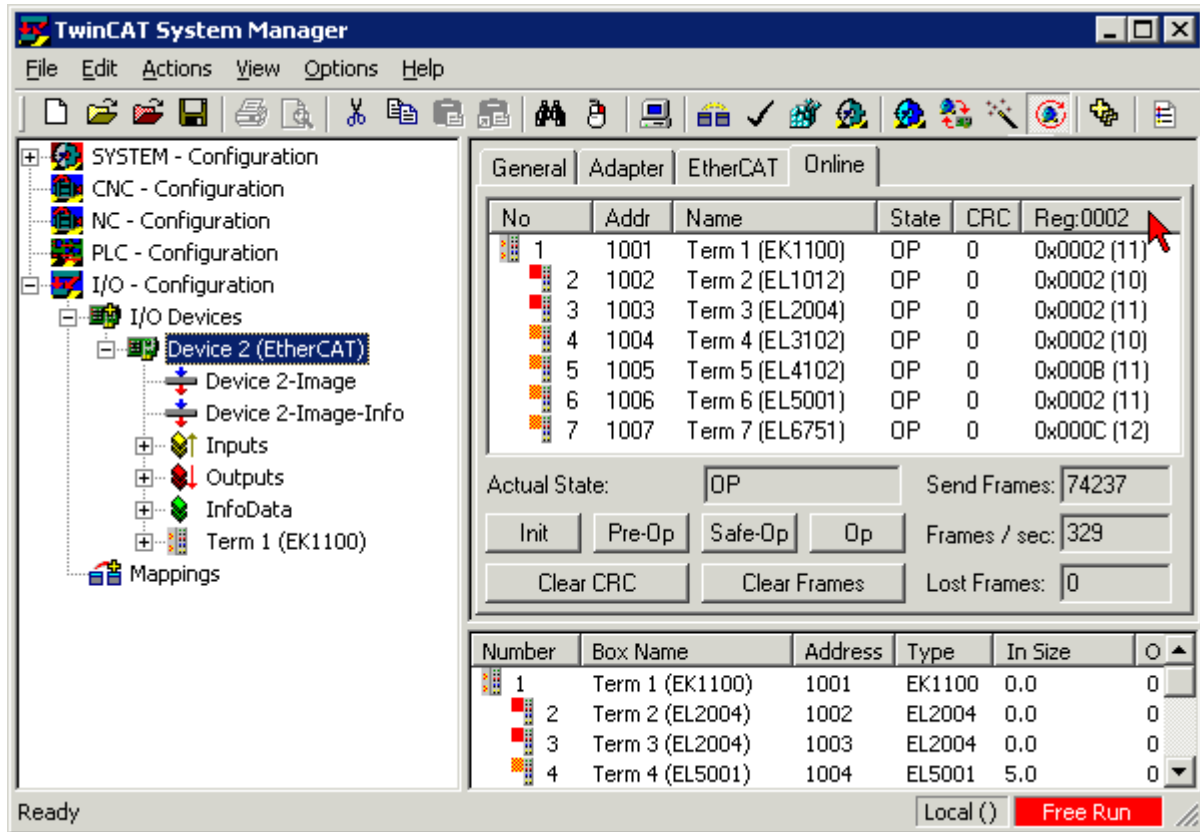 TwinCAT System Manager
File Edit Actions View Options Help
SYSTEM - Configuration
CNC - Configuration
NC - Configuration
PLC - Configuration
I/O - Configuration
I/O Devices
Device 2 (EtherCAT)
Device 2-Image
Device 2-Image-Info
Inputs
Outputs
InfoData
Term 1 (EK1100)
Mappings
General Adapter EtherCAT Online
No Addr Name State CRC Reg:0002
1 1001 Term 1 (EK1100) OP 0 0x0002 (11)
2 1002 Term 2 (EL1012) OP 0 0x0002 (10)
3 1003 Term 3 (EL2004) OP 0 0x0002 (11)
4 1004 Term 4 (EL3102) OP 0 0x0002 (10)
5 1005 Term 5 (EL4102) OP 0 0x000B (11)
6 1006 Term 6 (EL5001) OP 0 0x0002 (11)
7 1007 Term 7 (EL6751) OP 0 0x000C (12)
Actual State: OP Send Frames: 74237
Init Pre-Op Safe-Op Op Frames / sec: 329
Clear CRC Clear Frames Lost Frames: 0
Number Box Name Address Type In Size O
1 Term 1 (EK1100) 1001 EK1100 0.0 0
2 Term 2 (EL2004) 1002 EL2004 0.0 0
3 Term 3 (EL2004) 1003 EL2004 0.0 0
4 Term 4 (EL5001) 1004 EL5001 5.0 0
Ready Local () Free Run